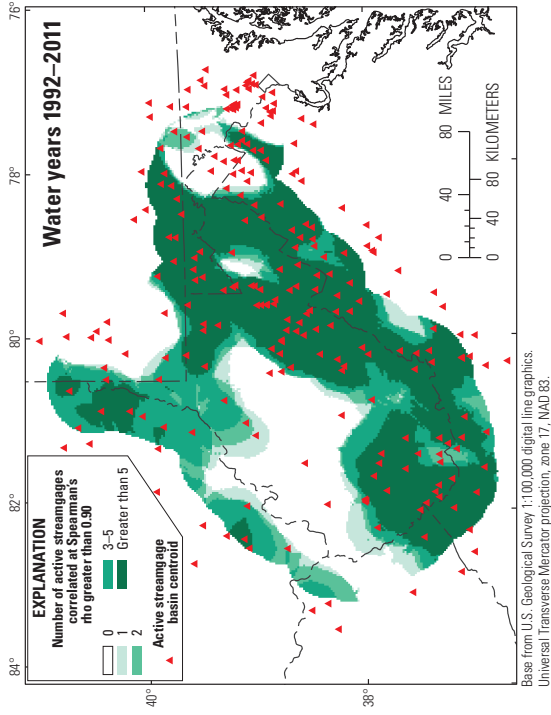 Water years 1992–2011
EXPLANATION
Number of active streamgages
correlated at Spearman's
rho greater than 0.90
0
1
2
3–5
Greater than 5
Active streamgage
basin centroid
84°
82°
80°
78°
76°
40°
38°
0 40 80 MILES
0 40 80 KILOMETERS
Base from U.S. Geological Survey 1:100,000 digital line graphics.
Universal Transverse Mercator projection, zone 17, NAD 83.